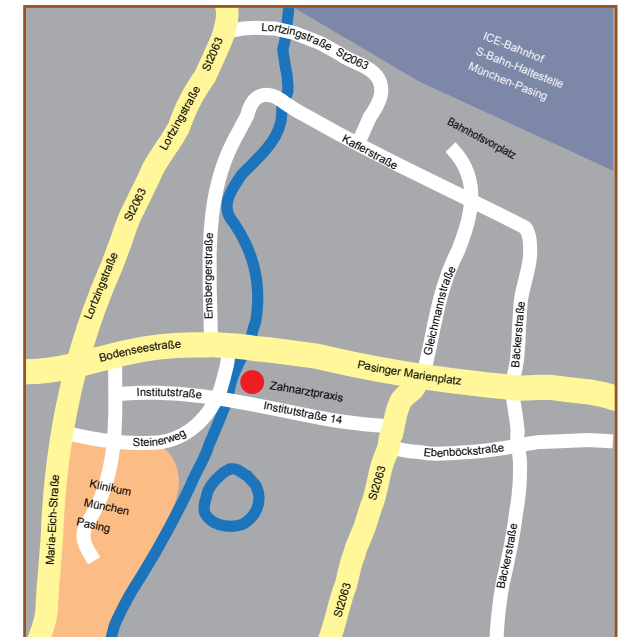 Lortzingstraße St2063
ICE-Bahnhof
S-Bahn-Haltestelle
München-Pasing
St2063
Lortzingstraße
Kaflerstraße
Bahnhofsvorplatz
St2063
Lortzingstraße
Emsbergerstraße
Gleichmannstraße
Bäckerstraße
Bodenseestraße
Pasinger Marienplatz
Institutstraße
Zahnarztpraxis
Institutstraße 14
Steinerweg
Ebenböckstraße
Klinikum
München
Pasing
Maria-Eich-Straße
St2063
Bäckerstraße
St2063